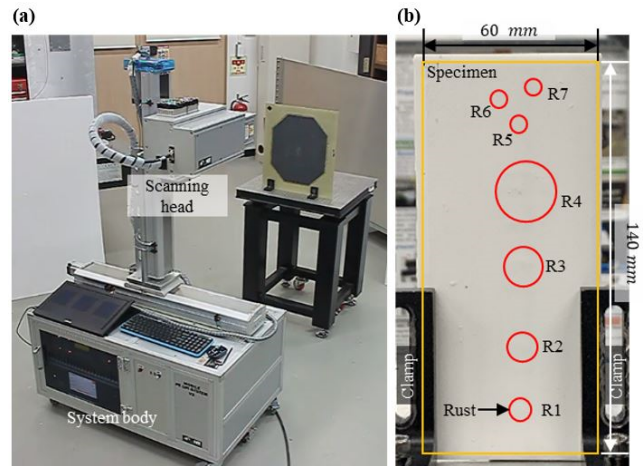 (a)
(b)
60 mm
Specimen
R7
R6
R5
R4
R3
R2
R1
Rust
140 mm
Clamp
Clamp
Scanning
head
System body